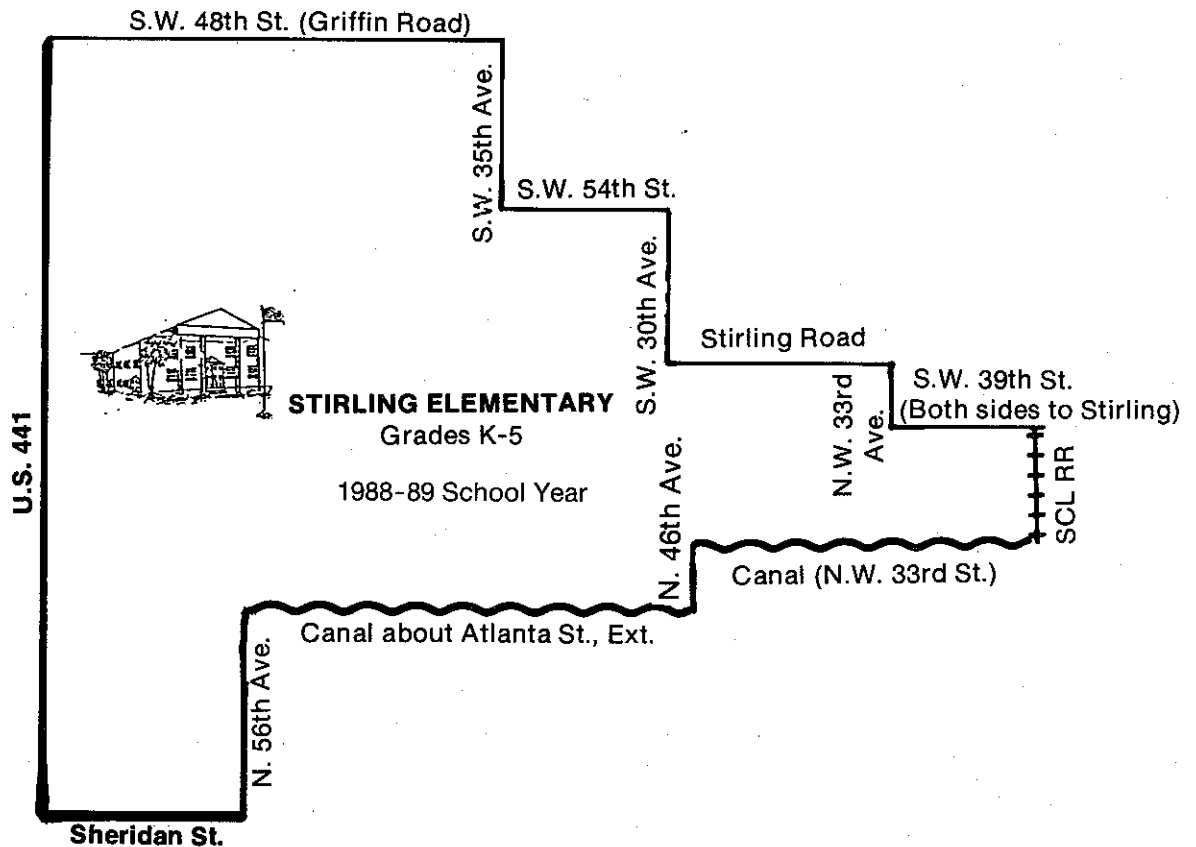 S.W. 48th St. (Griffin Road)
S.W. 35th Ave.
S.W. 54th St.
S.W. 30th Ave.
Stirling Road
N.W. 33rd
Ave.
S.W. 39th St.
(Both sides to Stirling)
U.S. 441
STIRLING ELEMENTARY
Grades K-5
1988-89 School Year
N. 46th Ave.
SCL RR
Canal (N.W. 33rd St.)
Canal about Atlanta St., Ext.
N. 56th Ave.
Sheridan St.